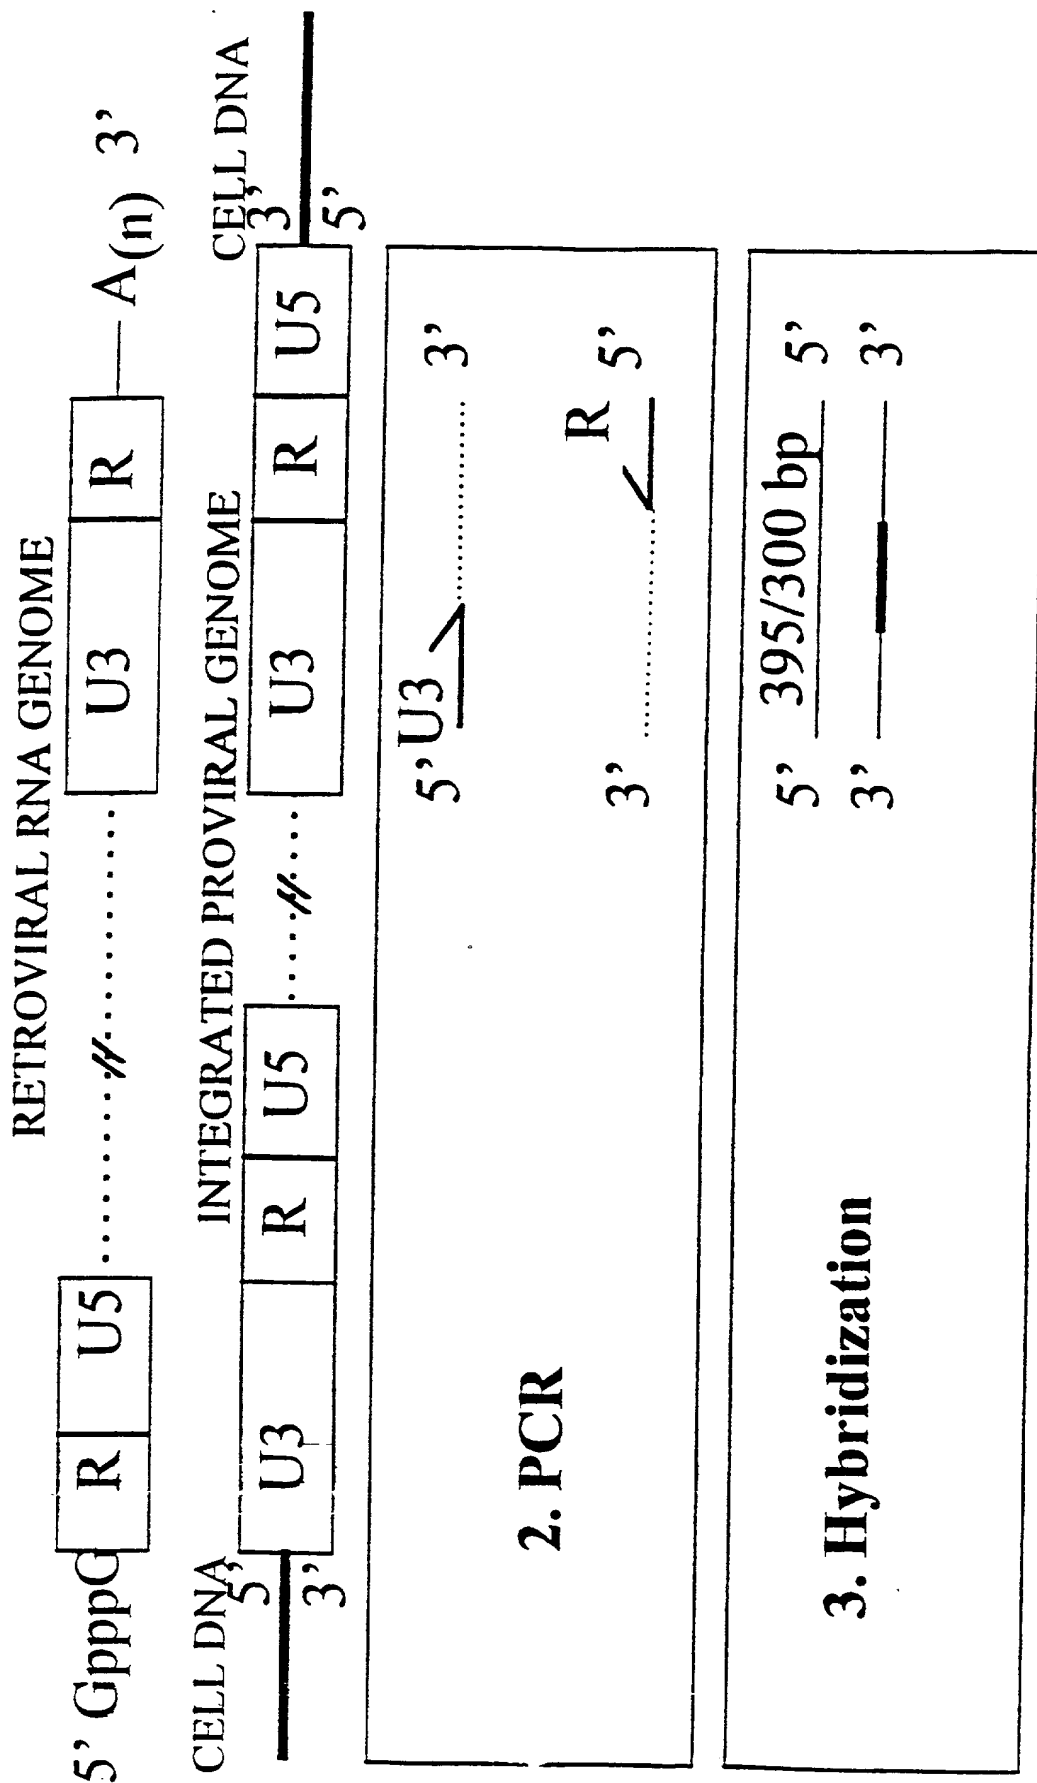 RETROVIRAL RNA GENOME
5' GpppG R U5 U3 R A(n) 3'
INTEGRATED PROVIRAL GENOME
CELL DNA CELL DNA
5' 3'
U3 R U5 U3 R U5
3' 5'
5' U3 3'
2. PCR
R
3' 5'
395/300 bp
5' 5'
3. Hybridization
3' 3'